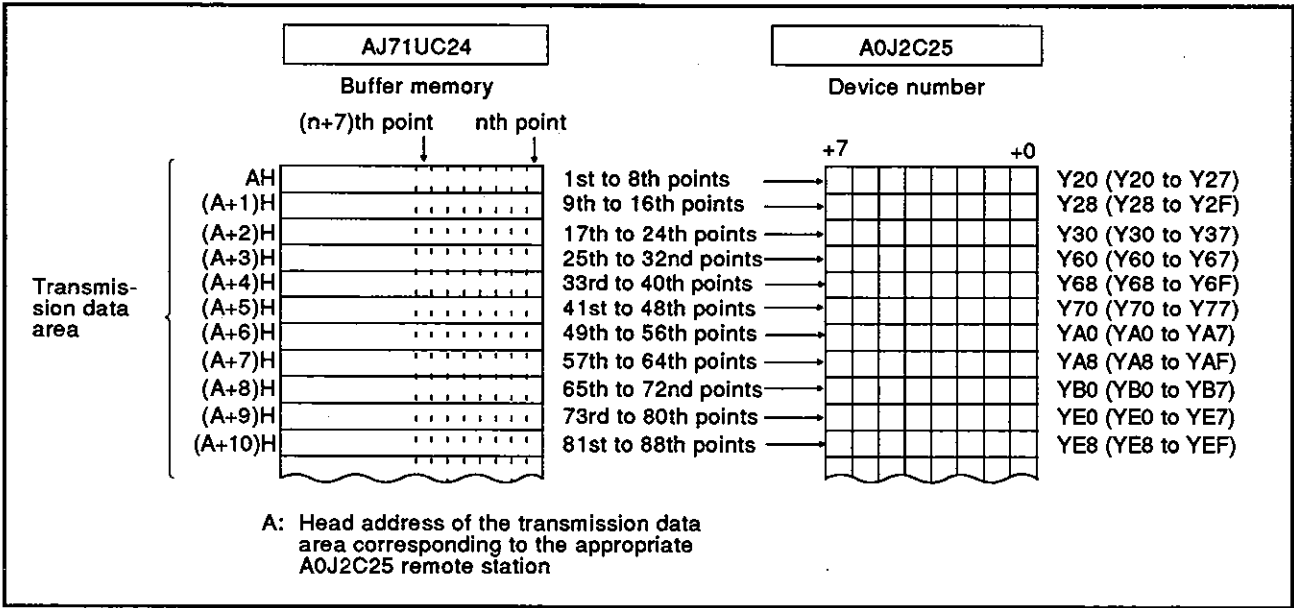 AJ71UC24
A0J2C25
Buffer memory
Device number
(n+7)th point nth point
+7 +0
AH 1st to 8th points Y20 (Y20 to Y27)
(A+1)H 9th to 16th points Y28 (Y28 to Y2F)
(A+2)H 17th to 24th points Y30 (Y30 to Y37)
(A+3)H 25th to 32nd points Y60 (Y60 to Y67)
(A+4)H 33rd to 40th points Y68 (Y68 to Y6F)
(A+5)H 41st to 48th points Y70 (Y70 to Y77)
(A+6)H 49th to 56th points YA0 (YA0 to YA7)
(A+7)H 57th to 64th points YA8 (YA8 to YAF)
(A+8)H 65th to 72nd points YB0 (YB0 to YB7)
(A+9)H 73rd to 80th points YE0 (YE0 to YE7)
(A+10)H 81st to 88th points YE8 (YE8 to YEF)
Transmis-
sion data
area
A: Head address of the transmission data
area corresponding to the appropriate
A0J2C25 remote station